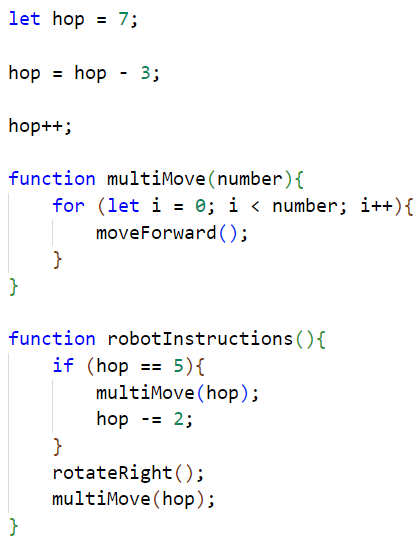 let hop = 7;
hop = hop - 3;
hop++;
function multiMove(number){
    for (let i = 0; i < number; i++){
        moveForward();
    }
}
function robotInstructions(){
    if (hop == 5){
        multiMove(hop);
        hop -= 2;
    }
    rotateRight();
    multiMove(hop);
}